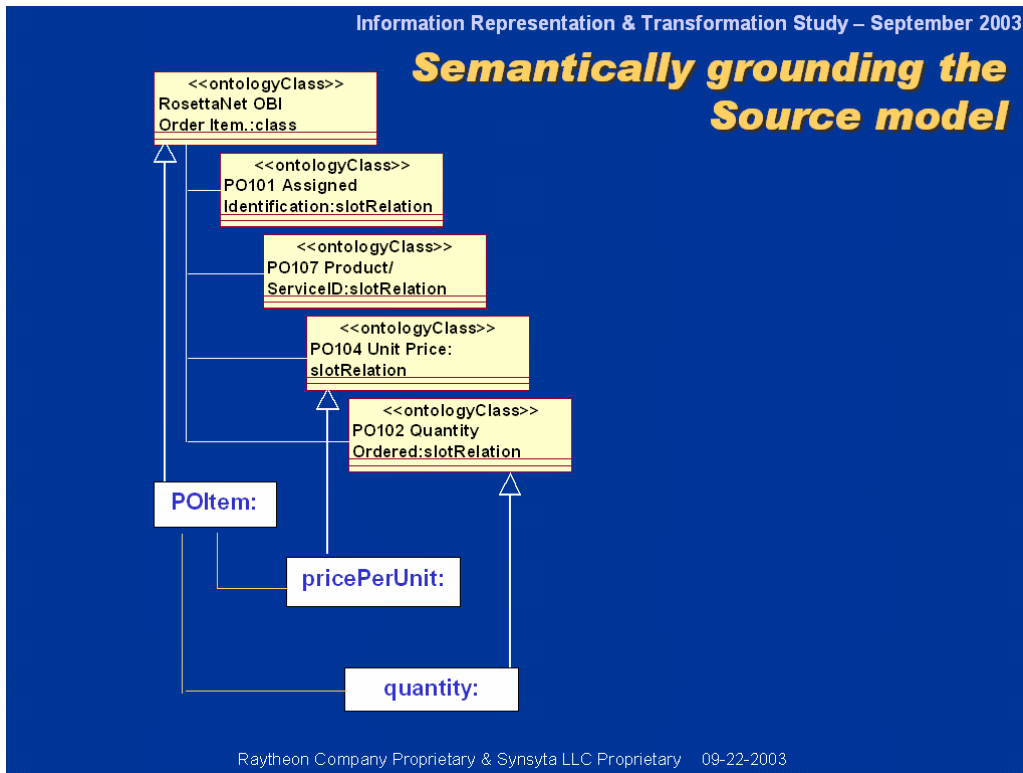 Information Representation & Transformation Study – September 2003
Semantically grounding the
Source model
<<ontologyClass>>
RosettaNet OBI
Order Item.:class
<<ontologyClass>>
PO101 Assigned
Identification:slotRelation
<<ontologyClass>>
PO107 Product/
ServiceID:slotRelation
<<ontologyClass>>
PO104 Unit Price:
slotRelation
<<ontologyClass>>
PO102 Quantity
Ordered:slotRelation
POItem:
pricePerUnit:
quantity:
Raytheon Company Proprietary & Synsyta LLC Proprietary 09-22-2003